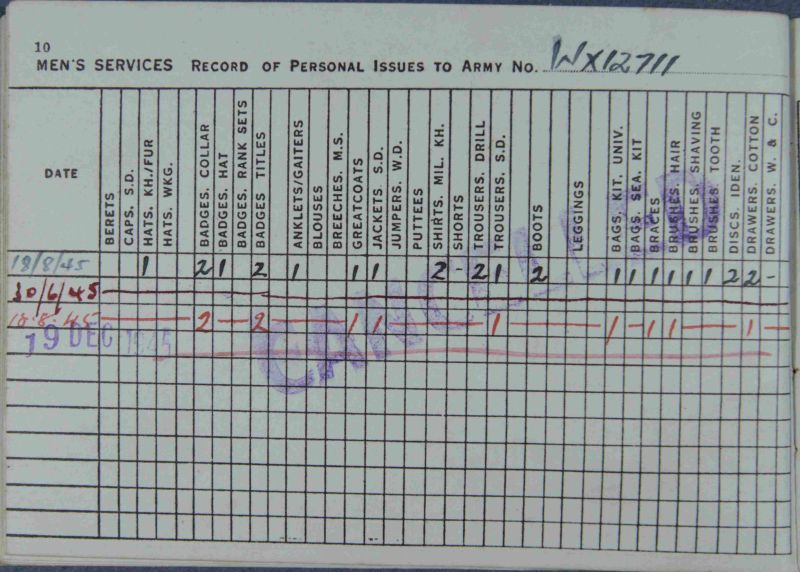 10
MEN'S SERVICES RECORD OF PERSONAL ISSUES TO ARMY NO. WX12711
DATE
BERETS
CAPS. S.D.
HATS. KH./FUR
HATS. WKG.
BADGES. COLLAR
BADGES. HAT
BADGES. RANK SETS
BADGES TITLES
ANKLETS/GAITERS
BLOUSES
BREECHES. M.S.
GREATCOATS
JACKETS S.D.
JUMPERS. W.D.
PUTTEES
SHIRTS. MIL. KH.
SHORTS
TROUSERS. DRILL
TROUSERS. S.D.
BOOTS
LEGGINGS
BAGS. KIT. UNIV.
BAGS. SEA. KIT
BRACES
BRUSHES. HAIR
BRUSHES. SHAVING
BRUSHES. TOOTH
DISCS. IDEN.
DRAWERS. COTTON
DRAWERS. W. & C.
18/8/45 1 2 1 2 1 1 1 2 - 2 1 2 1 1 1 1 1 1 2 2 -
30/6/45
18.8.45 2 2 1 1 1 1 1 1 1
19 DEC 1945
CANCELLED